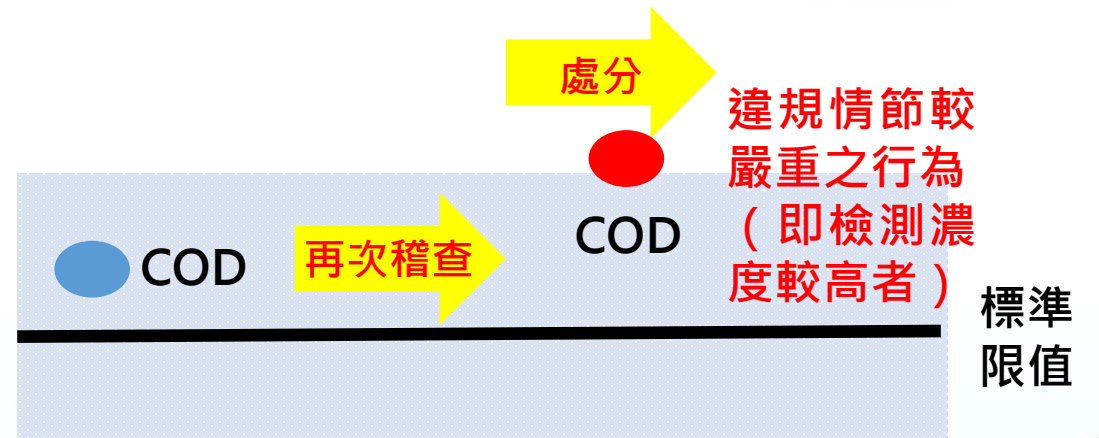 處分
違規情節較
嚴重之行為
（即檢測濃
度較高者）
COD
再次稽查
COD
標準
限值